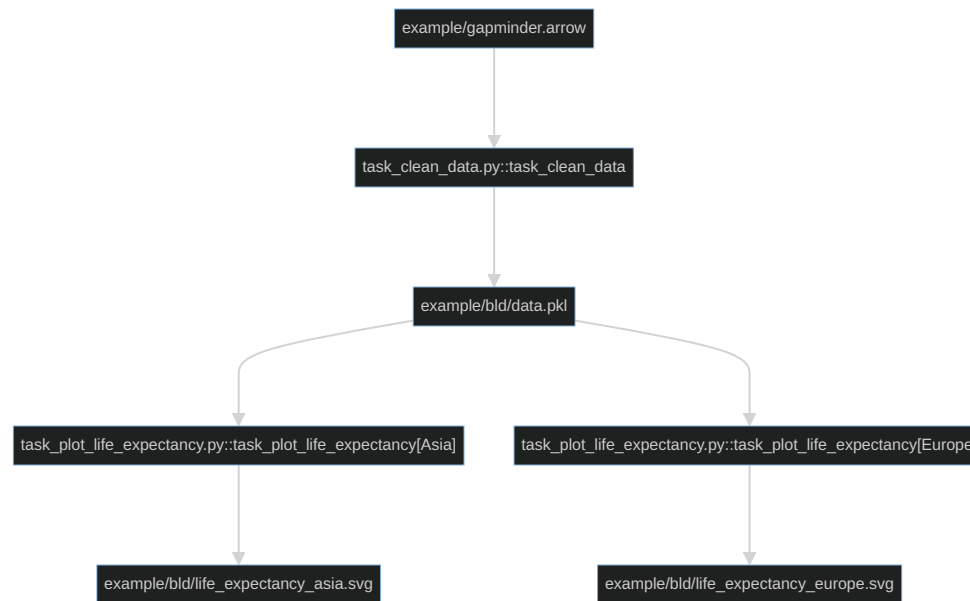 example/gapminder.arrow
task_clean_data.py::task_clean_data
example/bld/data.pkl
task_plot_life_expectancy.py::task_plot_life_expectancy[Asia]
task_plot_life_expectancy.py::task_plot_life_expectancy[Europe
example/bld/life_expectancy_asia.svg
example/bld/life_expectancy_europe.svg